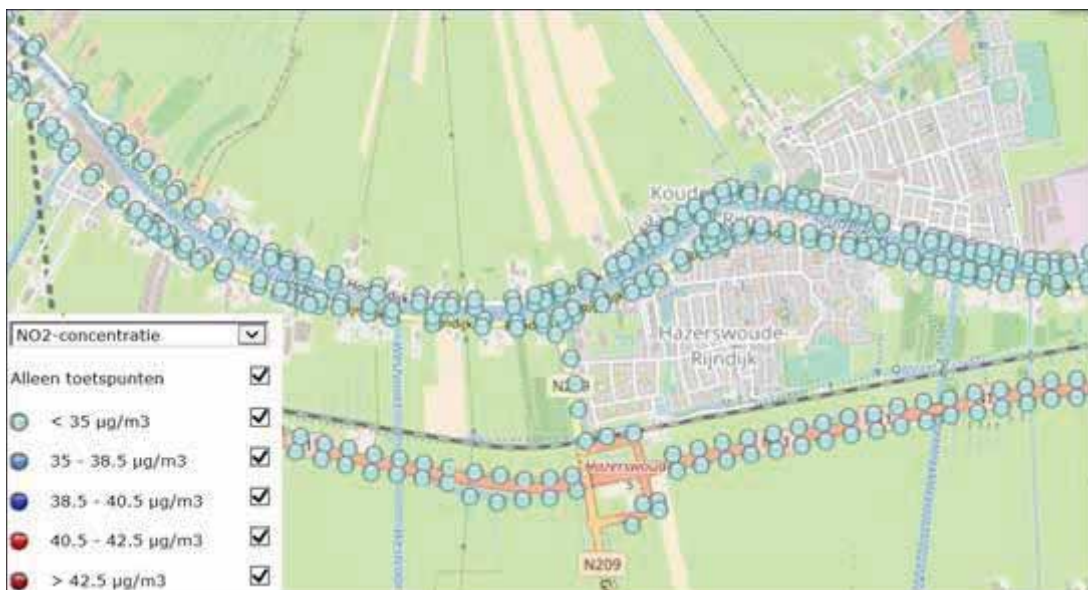 Hazerswoude-
Rijndijk
NO2-concentratie
Alleen toetspunten
< 35 µg/m3
35 - 38.5 µg/m3
38.5 - 40.5 µg/m3
40.5 - 42.5 µg/m3
> 42.5 µg/m3
N209